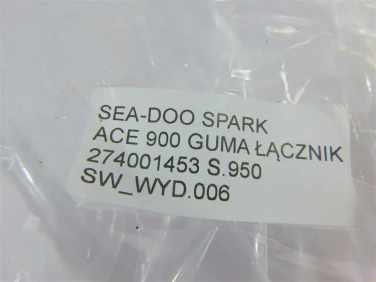 SEA-DOO SPARK
ACE 900 GUMA ŁĄCZNIK
274001453 S.950
SW_WYD.006